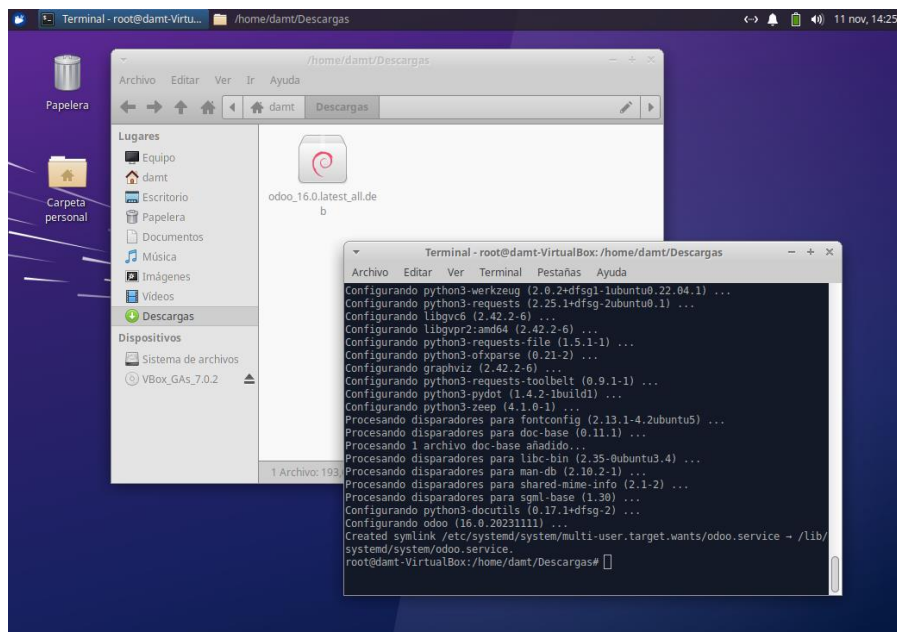 Terminal - root@damt-Virtu...
/home/damt/Descargas
11 nov, 14:25
Papelera
Carpeta
personal
/home/damt/Descargas
Archivo Editar Ver Ir Ayuda
damt Descargas
Lugares
Equipo
damt
Escritorio
Papelera
Documentos
Música
Imágenes
Vídeos
Descargas
Dispositivos
Sistema de archivos
VBox_GAs_7.0.2
odoo_16.0.latest_all.de
b
1 Archivo: 193,
Terminal - root@damt-VirtualBox: /home/damt/Descargas
Archivo Editar Ver Terminal Pestañas Ayuda
Configurando python3-werkzeug (2.0.2+dfsg1-1ubuntu0.22.04.1) ...
Configurando python3-requests (2.25.1+dfsg-2ubuntu0.1) ...
Configurando libgvc6 (2.42.2-6) ...
Configurando libgvpr2:amd64 (2.42.2-6) ...
Configurando python3-requests-file (1.5.1-1) ...
Configurando python3-ofxparse (0.21-2) ...
Configurando graphviz (2.42.2-6) ...
Configurando python3-requests-toolbelt (0.9.1-1) ...
Configurando python3-pydot (1.4.2-1build1) ...
Configurando python3-zeep (4.1.0-1) ...
Procesando disparadores para fontconfig (2.13.1-4.2ubuntu5) ...
Procesando disparadores para doc-base (0.11.1) ...
Procesando 1 archivo doc-base añadido...
Procesando disparadores para libc-bin (2.35-0ubuntu3.4) ...
Procesando disparadores para man-db (2.10.2-1) ...
Procesando disparadores para shared-mime-info (2.1-2) ...
Procesando disparadores para sgml-base (1.30) ...
Configurando python3-docutils (0.17.1+dfsg-2) ...
Configurando odoo (16.0.20231111) ...
Created symlink /etc/systemd/system/multi-user.target.wants/odoo.service → /lib/
systemd/system/odoo.service.
root@damt-VirtualBox:/home/damt/Descargas#